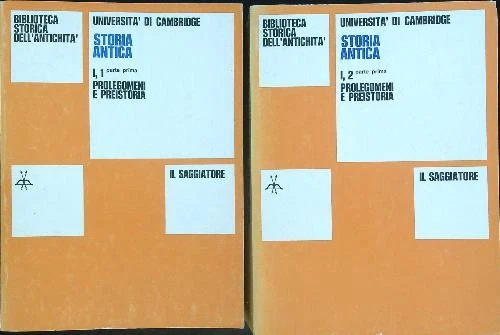 BIBLIOTECA
STORICA
DELL'ANTICHITA'
UNIVERSITA' DI CAMBRIDGE
STORIA
ANTICA
I, 1 parte prima
PROLEGOMENI
E PREISTORIA
IL SAGGIATORE
BIBLIOTECA
STORICA
DELL'ANTICHITA'
UNIVERSITA' DI CAMBRIDGE
STORIA
ANTICA
I, 2 parte prima
PROLEGOMENI
E PREISTORIA
IL SAGGIATORE